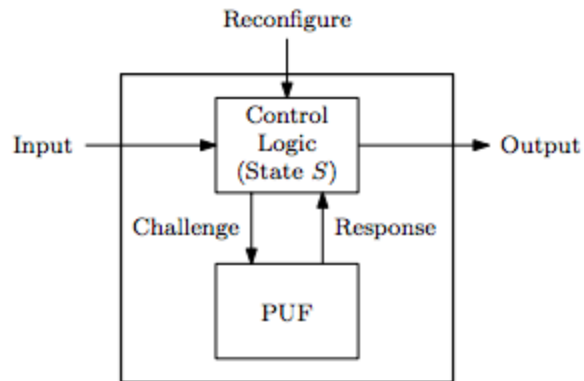 Reconfigure
Control
Logic
(State S)
Input
Output
Challenge
Response
PUF